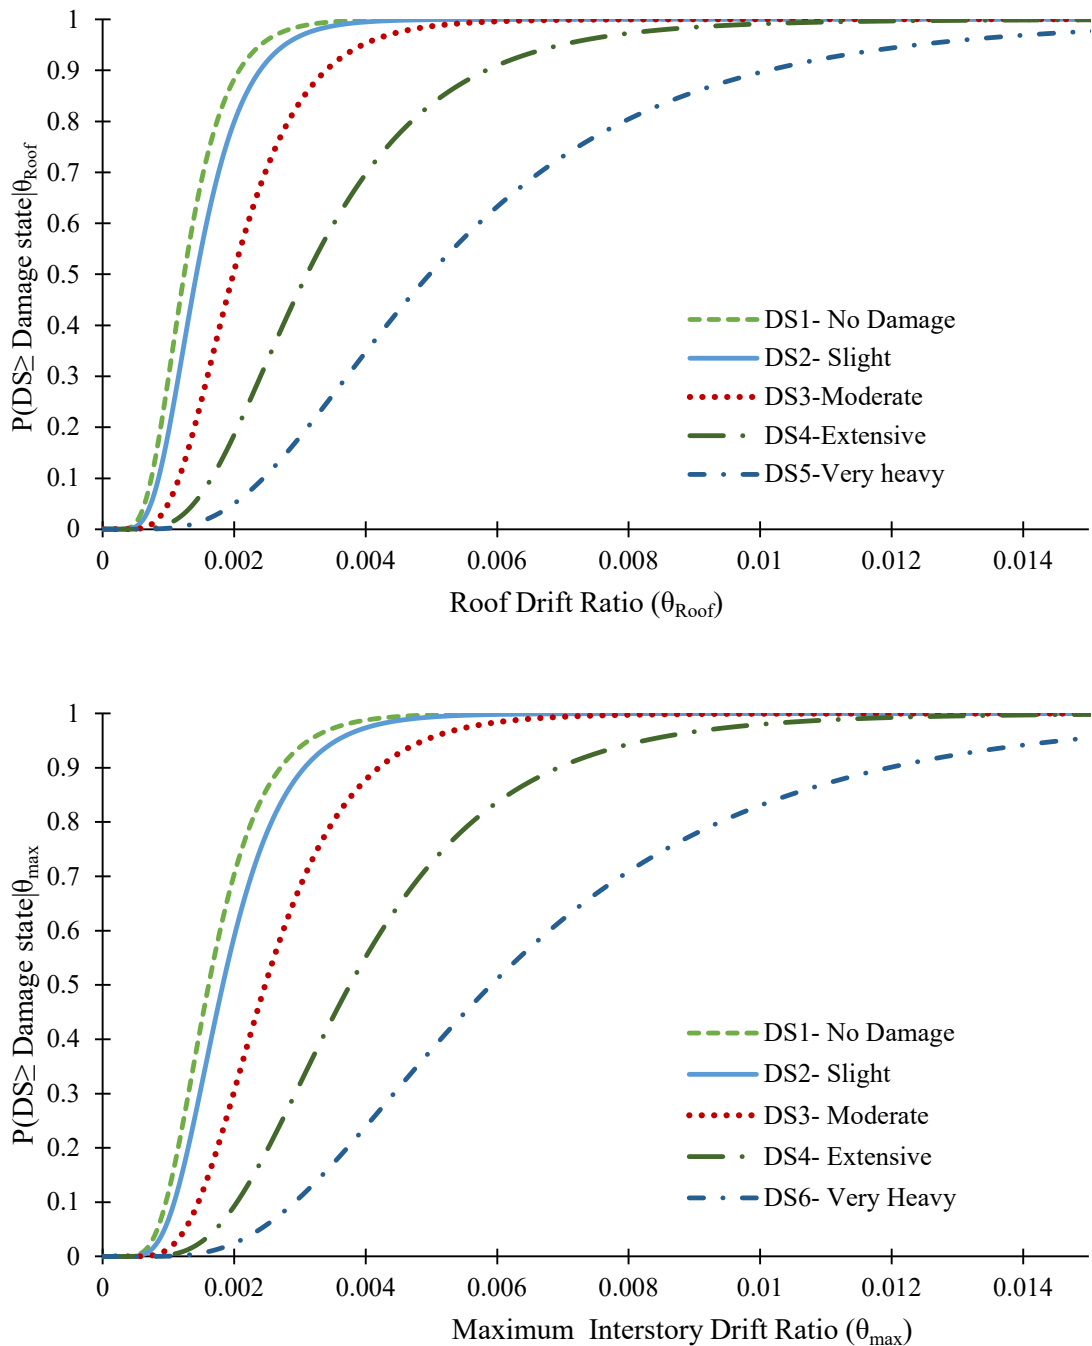 P(DS≥ Damage state|θRoof
1
0.9
0.8
0.7
0.6
0.5
0.4
0.3
0.2
0.1
0
DS1- No Damage
DS2- Slight
DS3-Moderate
DS4-Extensive
DS5-Very heavy
0 0.002 0.004 0.006 0.008 0.01 0.012 0.014
Roof Drift Ratio (θRoof)
P(DS≥ Damage state|θmax
1
0.9
0.8
0.7
0.6
0.5
0.4
0.3
0.2
0.1
0
DS1- No Damage
DS2- Slight
DS3- Moderate
DS4- Extensive
DS6- Very Heavy
0 0.002 0.004 0.006 0.008 0.01 0.012 0.014
Maximum  Interstory Drift Ratio (θmax)